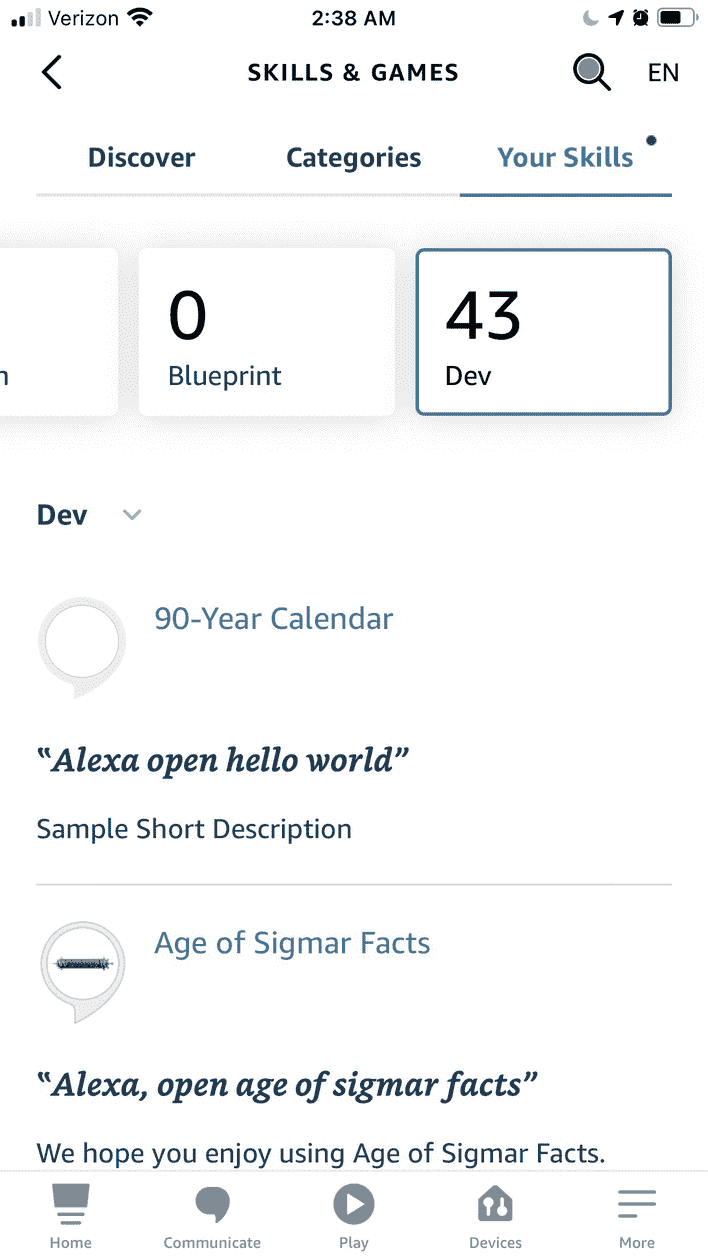 Verizon 2:38 AM
SKILLS & GAMES EN
Discover Categories Your Skills
0 43
n Blueprint Dev
Dev
90-Year Calendar
“Alexa open hello world”
Sample Short Description
Age of Sigmar Facts
“Alexa, open age of sigmar facts”
We hope you enjoy using Age of Sigmar Facts.
Home Communicate Play Devices More